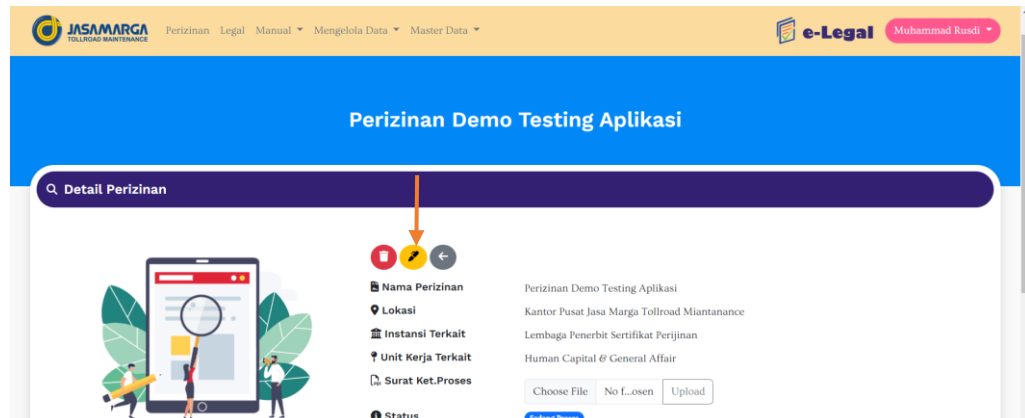 JASAMARGA
TOLLROAD MAINTENANCE
Perizinan Legal Manual Mengelola Data Master Data
e-Legal
Muhammad Rusdi
Perizinan Demo Testing Aplikasi
Detail Perizinan
Nama Perizinan Perizinan Demo Testing Aplikasi
Lokasi Kantor Pusat Jasa Marga Tollroad Miantanance
Instansi Terkait Lembaga Penerbit Sertifikat Perijinan
Unit Kerja Terkait Human Capital & General Affair
Surat Ket.Proses Choose File No f...osen Upload
Status Sedang Proses